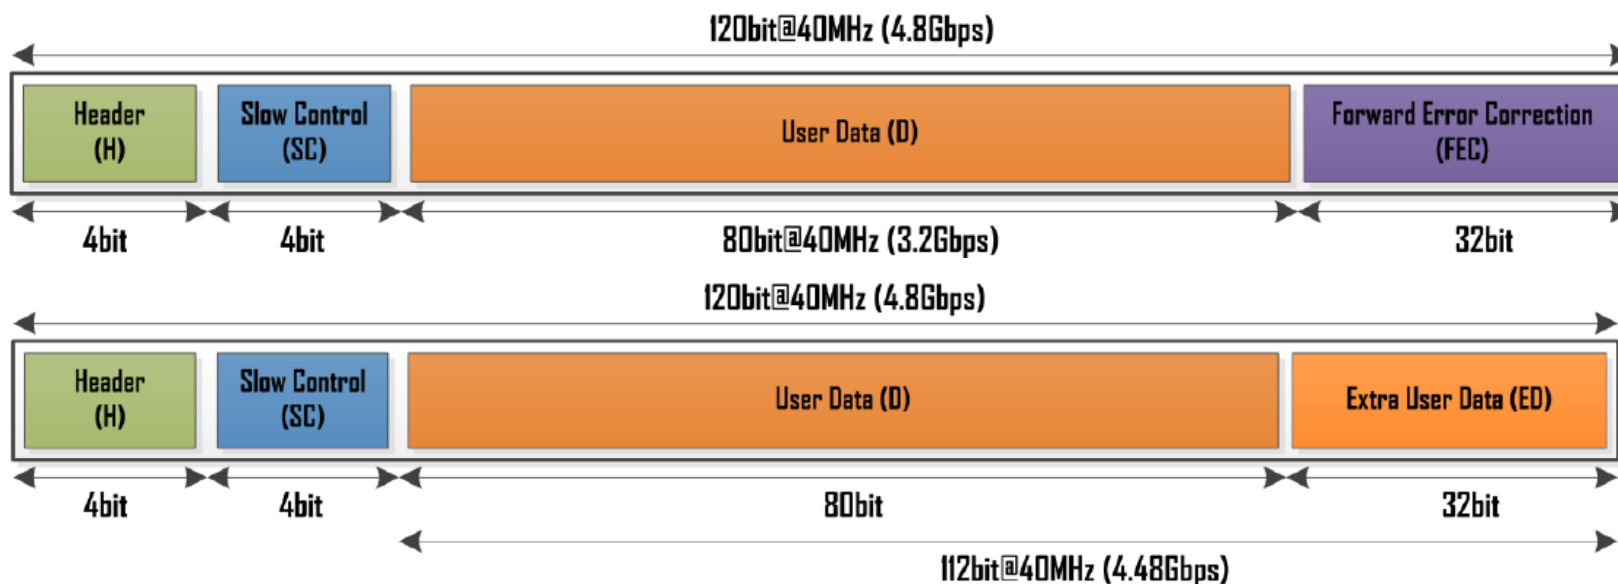 120bit@40MHz (4.8Gbps)
Header
(H)
Slow Control
(SC)
User Data (D)
Forward Error Correction
(FEC)
4bit
4bit
80bit@40MHz (3.2Gbps)
32bit
120bit@40MHz (4.8Gbps)
Header
(H)
Slow Control
(SC)
User Data (D)
Extra User Data (ED)
4bit
4bit
80bit
32bit
112bit@40MHz (4.48Gbps)